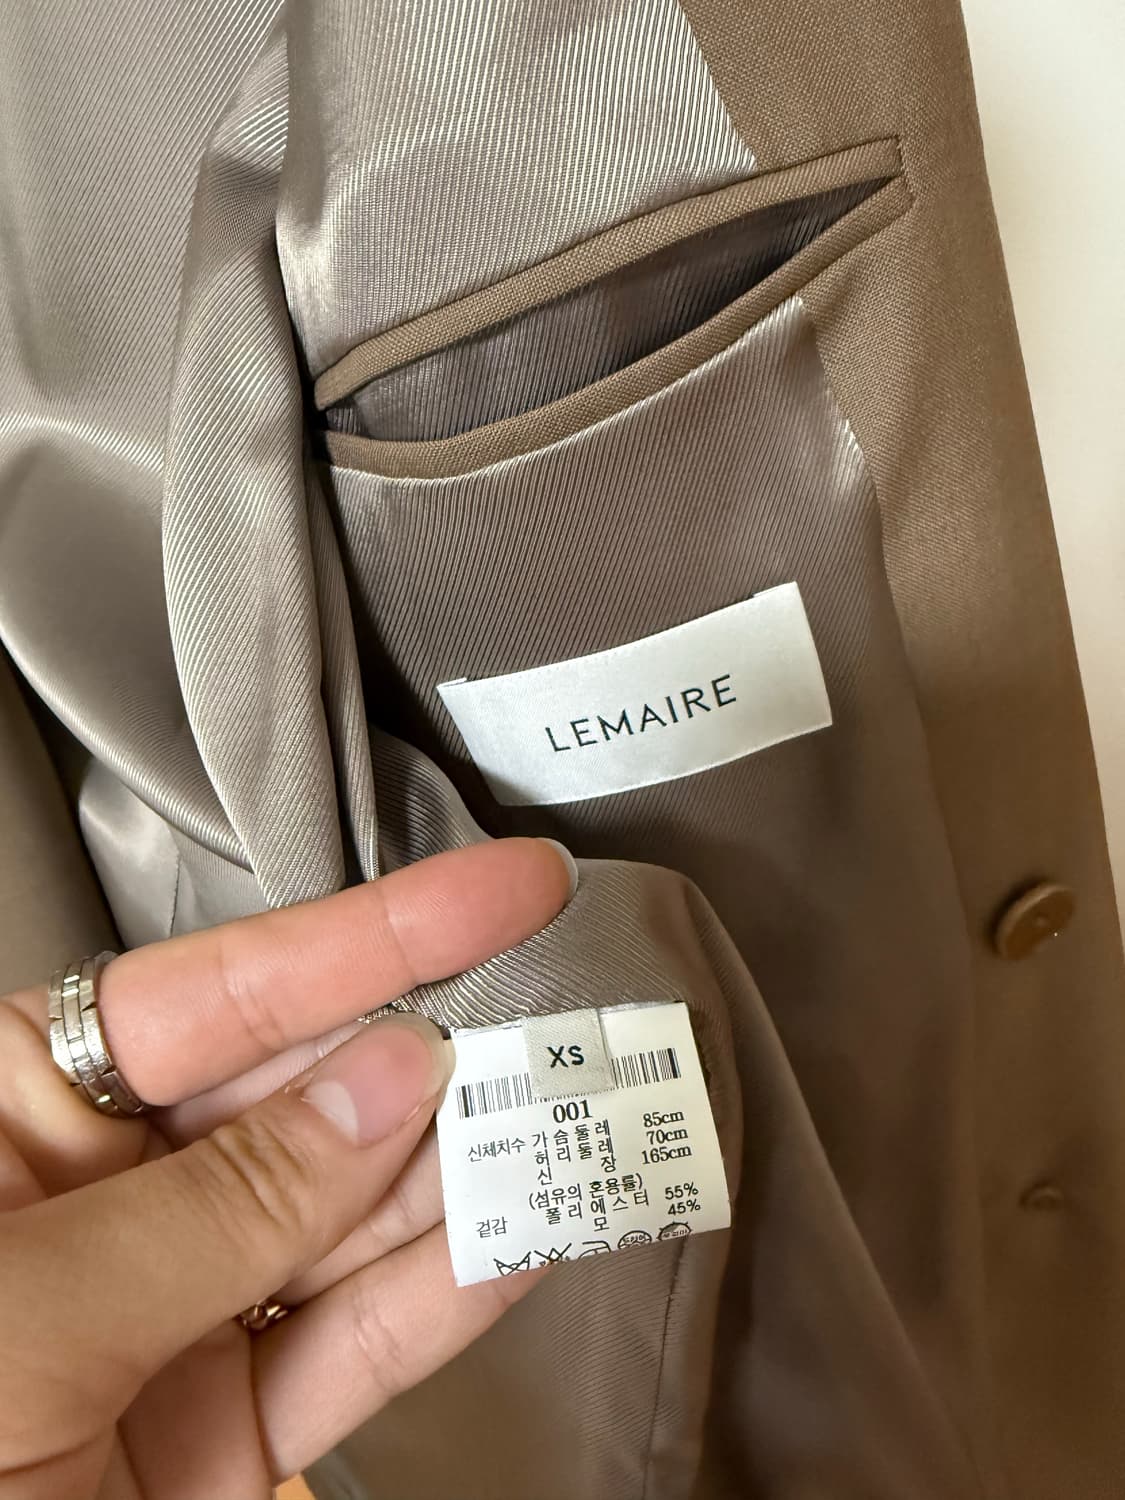 LEMAIRE
XS
001
신체치수 가슴둘레 85cm
허리둘레 70cm
신장 165cm
(섬유의 혼용률)
겉감 폴리에스터 55%
모 45%